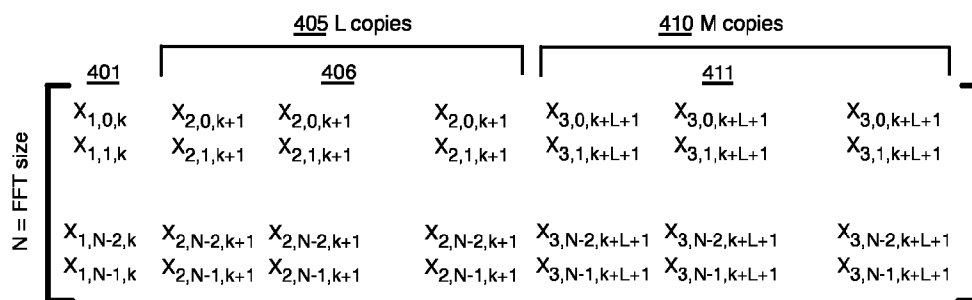 405 L copies 410 M copies
401 406 411
N = FFT size
X1,0,k X2,0,k+1 X2,0,k+1 X2,0,k+1 X3,0,k+L+1 X3,0,k+L+1 X3,0,k+L+1
X1,1,k X2,1,k+1 X2,1,k+1 X2,1,k+1 X3,1,k+L+1 X3,1,k+L+1 X3,1,k+L+1
X1,N-2,k X2,N-2,k+1 X2,N-2,k+1 X2,N-2,k+1 X3,N-2,k+L+1 X3,N-2,k+L+1 X3,N-2,k+L+1
X1,N-1,k X2,N-1,k+1 X2,N-1,k+1 X2,N-1,k+1 X3,N-1,k+L+1 X3,N-1,k+L+1 X3,N-1,k+L+1